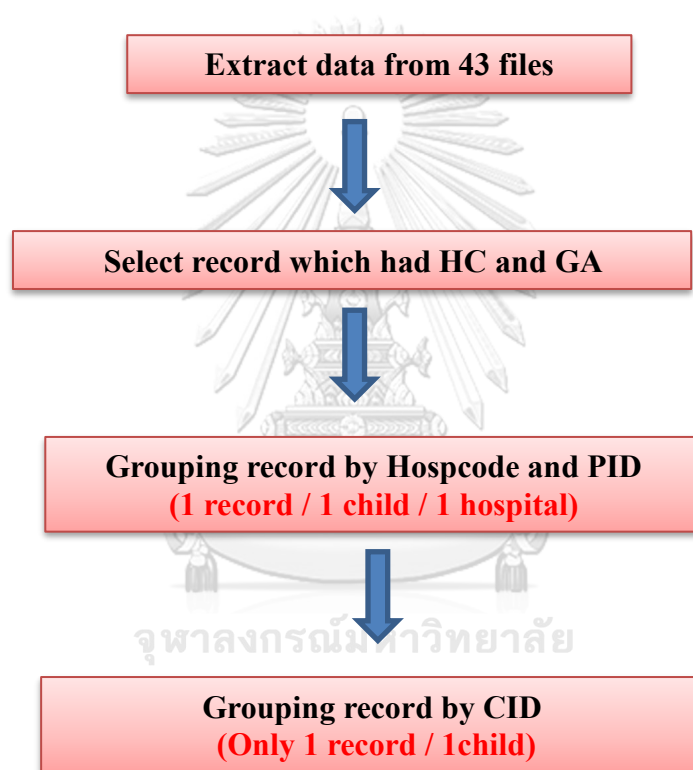 Extract data from 43 files
Select record which had HC and GA
Grouping record by Hospcode and PID
(1 record / 1 child / 1 hospital)
จุฬาลงกรณ์มหาวิทยาลัย
Grouping record by CID
(Only 1 record / 1child)